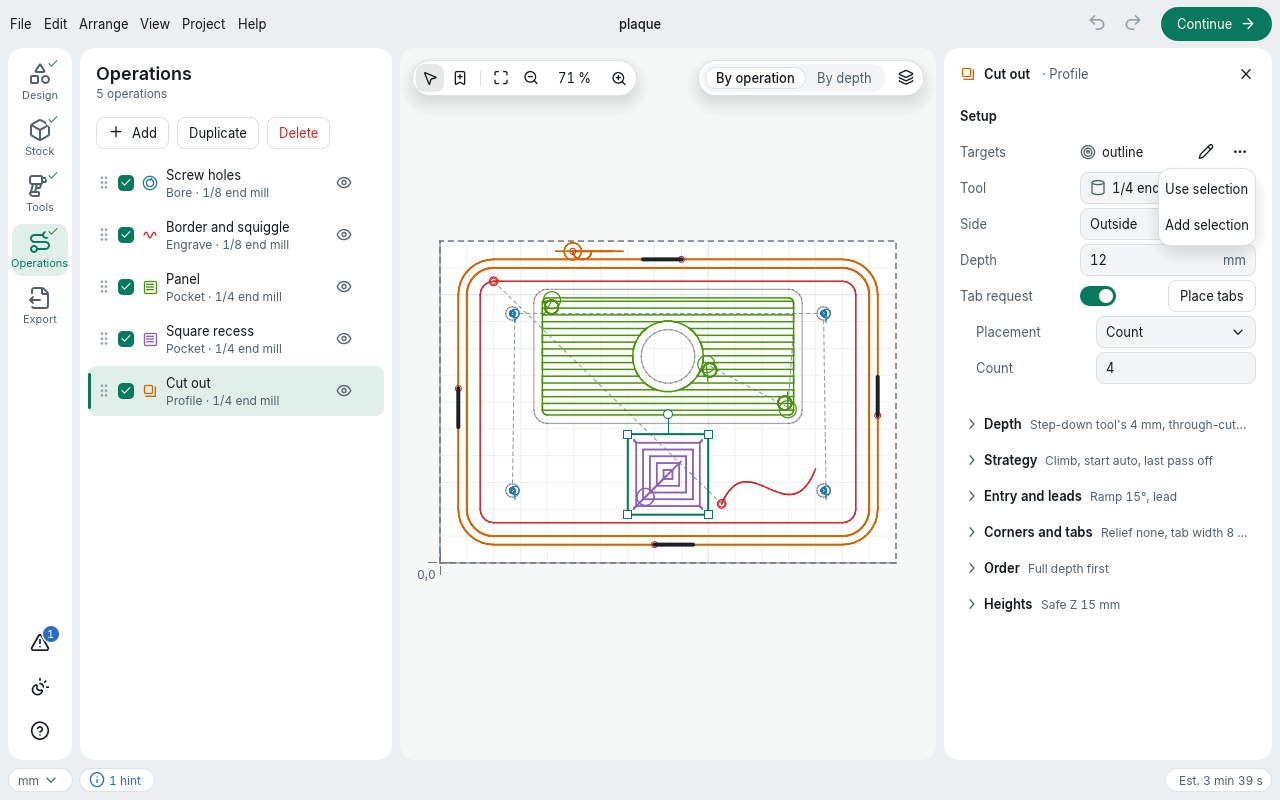 File Edit Arrange View Project Help
plaque
Continue
Design
Stock
Tools
Operations
Export
1
Operations
5 operations
Add
Duplicate
Delete
Screw holes
Bore · 1/8 end mill
Border and squiggle
Engrave · 1/8 end mill
Panel
Pocket · 1/4 end mill
Square recess
Pocket · 1/4 end mill
Cut out
Profile · 1/4 end mill
71 %
By operation
By depth
0,0
Cut out · Profile
Setup
Targets outline
Use selection
Add selection
Tool 1/4 end
Side Outside
Depth 12 mm
Tab request Place tabs
Placement Count
Count 4
Depth Step-down tool's 4 mm, through-cut...
Strategy Climb, start auto, last pass off
Entry and leads Ramp 15°, lead
Corners and tabs Relief none, tab width 8 ...
Order Full depth first
Heights Safe Z 15 mm
mm
1 hint
Est. 3 min 39 s